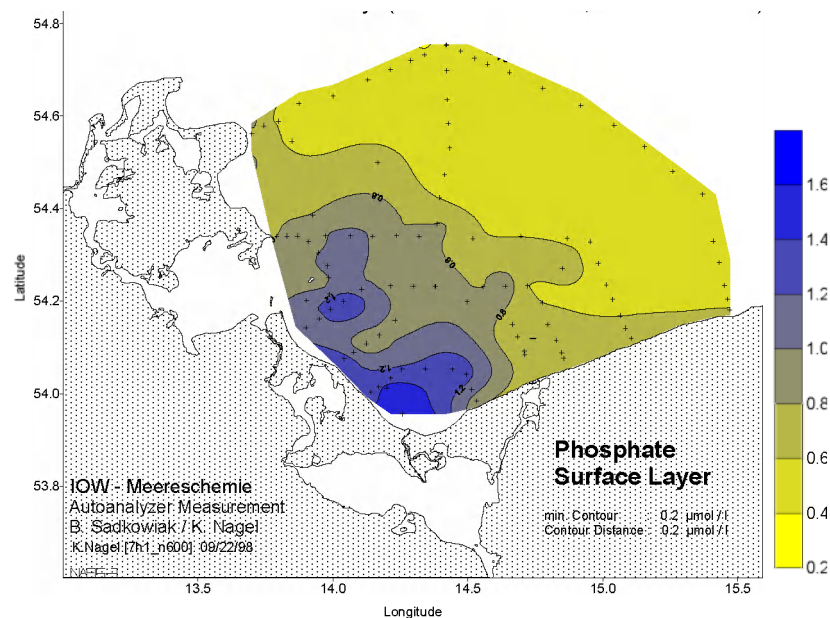 54.8
54.6
54.4
54.2
54.0
53.8
Latitude
13.5
14.0
14.5
15.0
15.5
Longitude
0.8
0.8
1.2
1.2
1.2
Phosphate
Surface Layer
IOW - Meereschemie
Autoanalyzer Measurement
B. Sadkowiak / K. Nagel
K.Nagel [7h1_n600] 09/22/98
min. Contour : 0.2 µmol / l
Contour Distance : 0.2 µmol / l
1.6
1.4
1.2
1.0
0.8
0.6
0.4
0.2